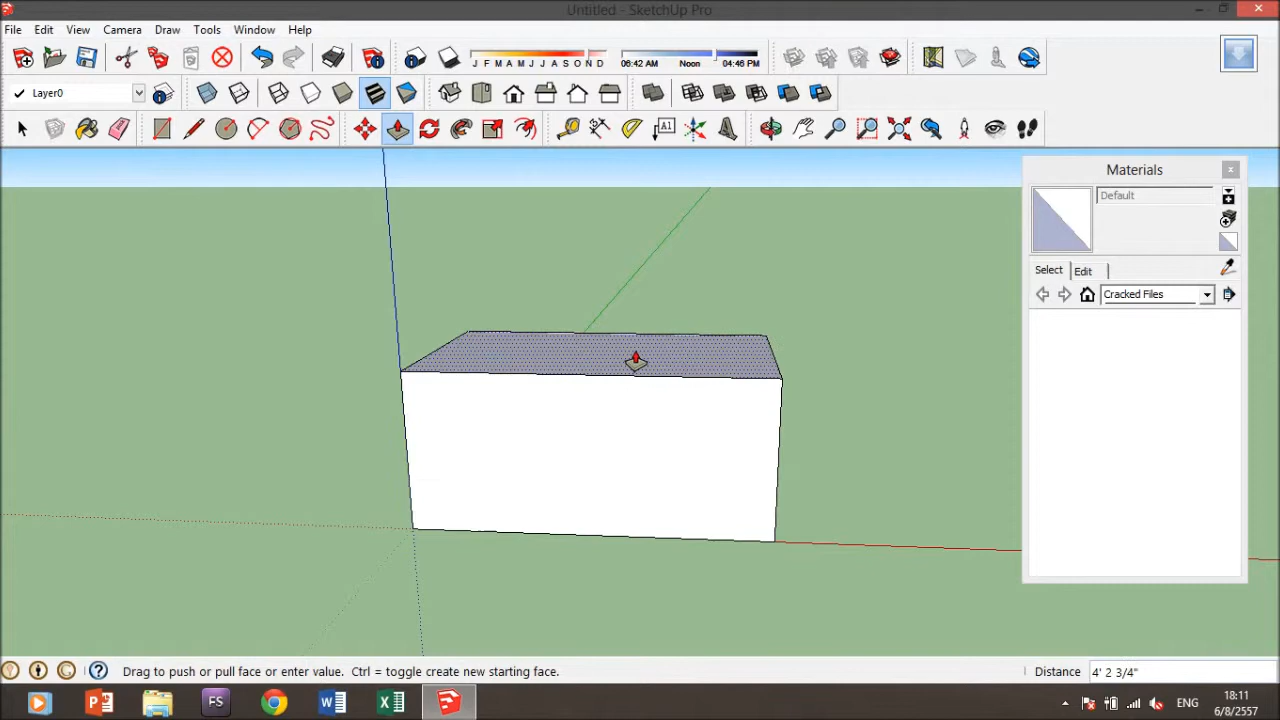 Untitled - SketchUp Pro
File Edit View Camera Draw Tools Window Help
J F M A M J J A S O N D
06:42 AM Noon 04:46 PM
Layer0
A1
Materials
Default
Select Edit
Cracked Files
Drag to push or pull face or enter value. Ctrl = toggle create new starting face.
Distance 4' 2 3/4"
FS
ENG
18:11
6/8/2557